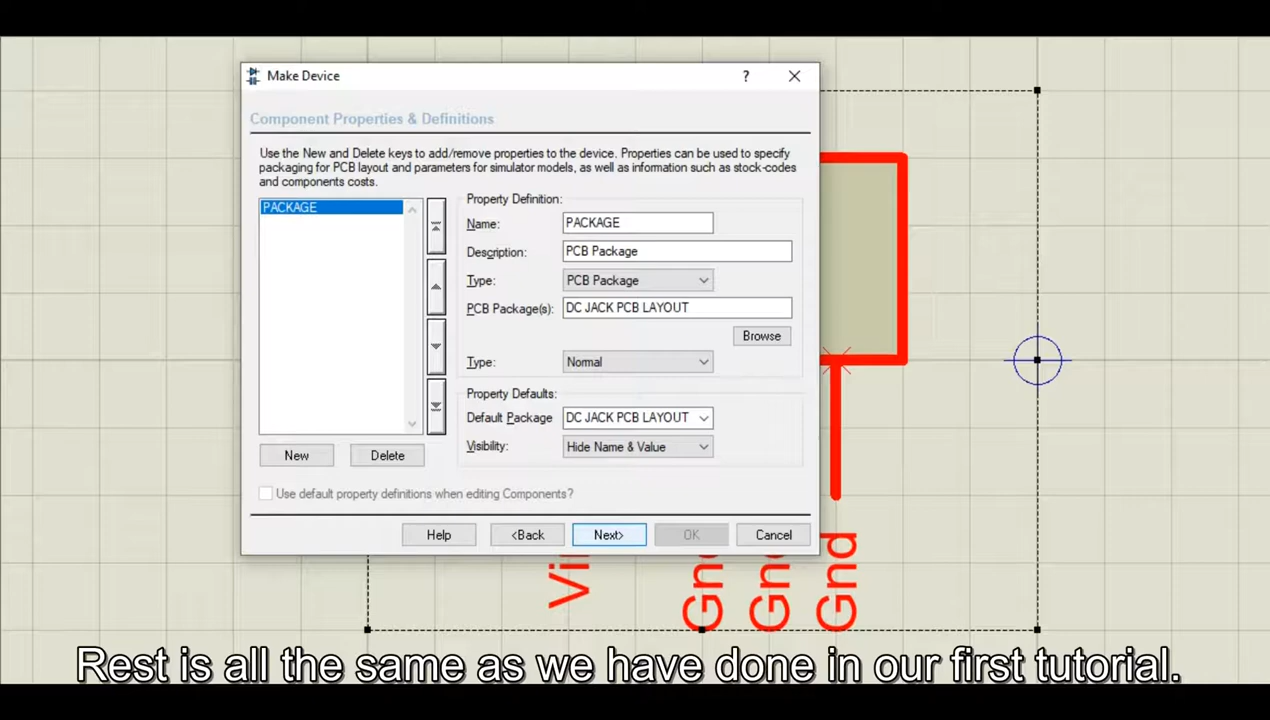 Make Device
?
Component Properties & Definitions
Use the New and Delete keys to add/remove properties to the device. Properties can be used to specify
packaging for PCB layout and parameters for simulator models, as well as information such as stock-codes
and components costs.
PACKAGE
Property Definition:
Name: PACKAGE
Description: PCB Package
Type: PCB Package
PCB Package(s): DC JACK PCB LAYOUT
Browse
Type: Normal
Property Defaults:
Default Package DC JACK PCB LAYOUT
Visibility: Hide Name & Value
New Delete
Use default property definitions when editing Components?
Help <Back Next> OK Cancel
Gnd
Gnd
Gnd
Rest is all the same as we have done in our first tutorial.